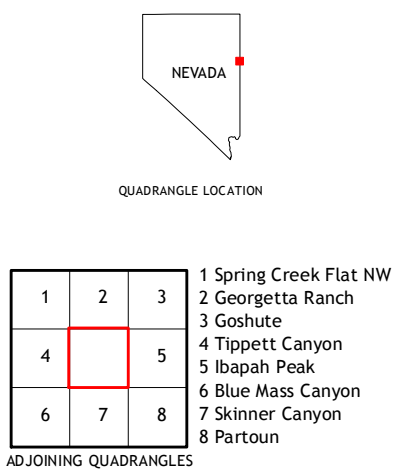 NEVADA
QUADRANGLE LOCATION
1 2 3
4 5
6 7 8
1 Spring Creek Flat NW
2 Georgetta Ranch
3 Goshute
4 Tippett Canyon
5 Ibapah Peak
6 Blue Mass Canyon
7 Skinner Canyon
8 Partoun
ADJOINING QUADRANGLES